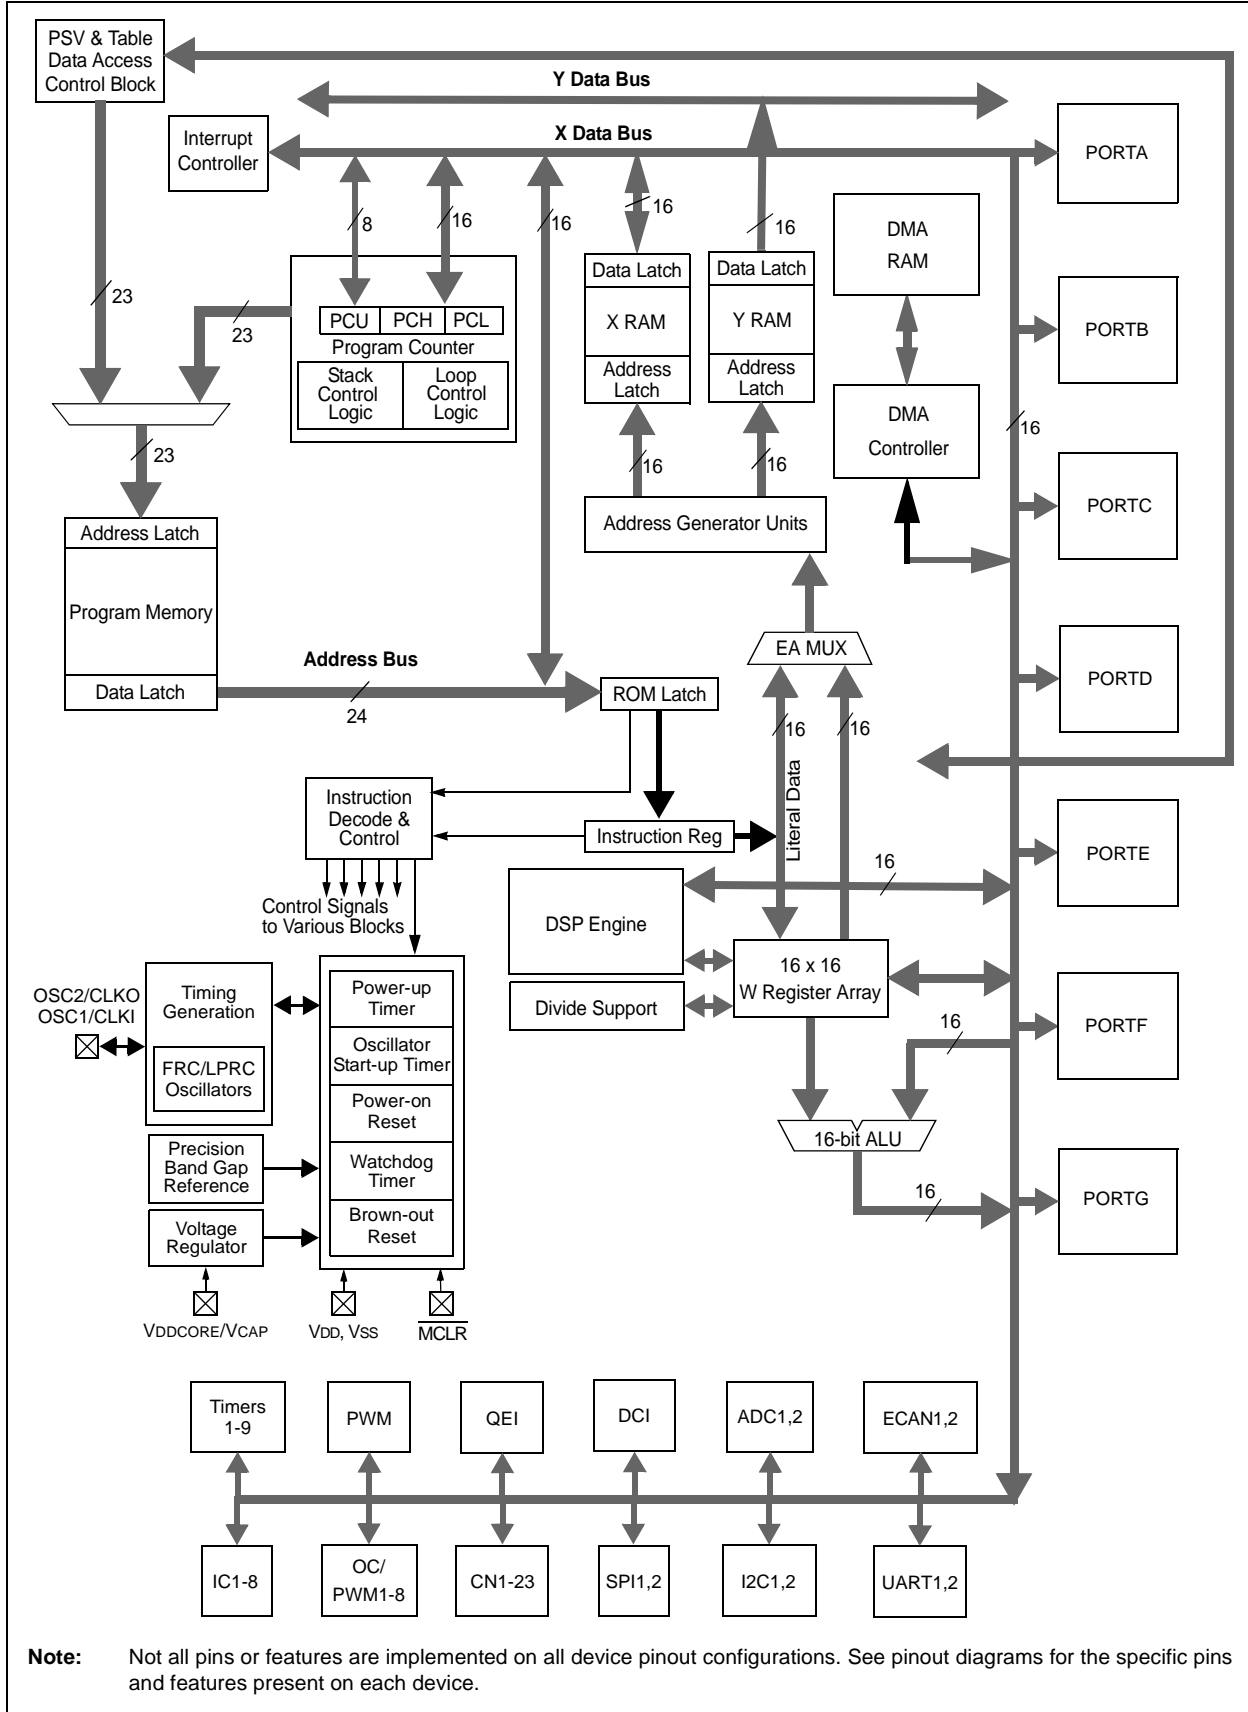 PSV & Table
Data Access
Control Block
Y Data Bus
Interrupt
Controller
X Data Bus
PORTA
8
16
16
16
16
DMA
RAM
23
23
PCU
PCH
PCL
Program Counter
Stack
Control
Logic
Loop
Control
Logic
Data Latch
X RAM
Address
Latch
Data Latch
Y RAM
Address
Latch
PORTB
DMA
Controller
16
23
16
16
Address Latch
Program Memory
Data Latch
Address Generator Units
PORTC
EA MUX
Address Bus
24
ROM Latch
16
16
PORTD
Literal Data
Instruction
Decode &
Control
Instruction Reg
PORTE
16
Control Signals
to Various Blocks
DSP Engine
Divide Support
16 x 16
W Register Array
OSC2/CLKO
OSC1/CLKI
Timing
Generation
FRC/LPRC
Oscillators
Power-up
Timer
Oscillator
Start-up Timer
Power-on
Reset
Watchdog
Timer
Brown-out
Reset
16
PORTF
16-bit ALU
Precision
Band Gap
Reference
Voltage
Regulator
16
PORTG
VDDCORE/VCAP
VDD, VSS
MCLR
Timers
1-9
PWM
QEI
DCI
ADC1,2
ECAN1,2
IC1-8
OC/
PWM1-8
CN1-23
SPI1,2
I2C1,2
UART1,2
Note: Not all pins or features are implemented on all device pinout configurations. See pinout diagrams for the specific pins
and features present on each device.